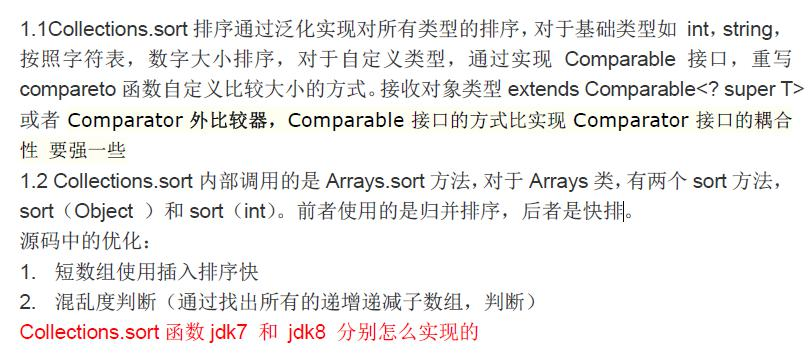 1.1Collections.sort 排序通过泛化实现对所有类型的排序，对于基础类型如 int，string，
按照字符表，数字大小排序，对于自定义类型，通过实现 Comparable 接口，重写
compareto 函数自定义比较大小的方式。接收对象类型 extends Comparable<? super T>
或者 Comparator 外比较器，Comparable 接口的方式比实现 Comparator 接口的耦合
性 要强一些
1.2 Collections.sort 内部调用的是 Arrays.sort 方法，对于 Arrays 类，有两个 sort 方法，
sort（Object ）和 sort（int）。前者使用的是归并排序，后者是快排。
源码中的优化：
1. 短数组使用插入排序快
2. 混乱度判断（通过找出所有的递增递减子数组，判断）
Collections.sort 函数 jdk7 和 jdk8 分别怎么实现的